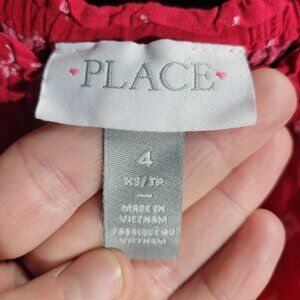 PLACE
4
XS/TP
MADE IN
VIETNAM
FABRIQUÉ AU
VIETNAM